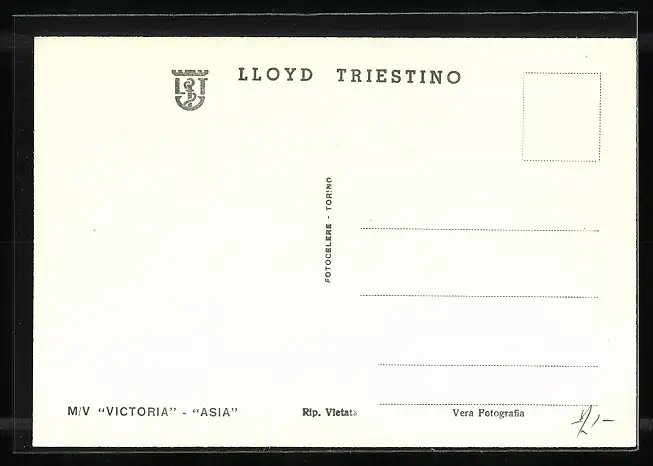 LLOYD TRIESTINO
L T
FOTOCELERE - TORINO
M/V "VICTORIA" - "ASIA"
Rip. Vietata
Vera Fotografia